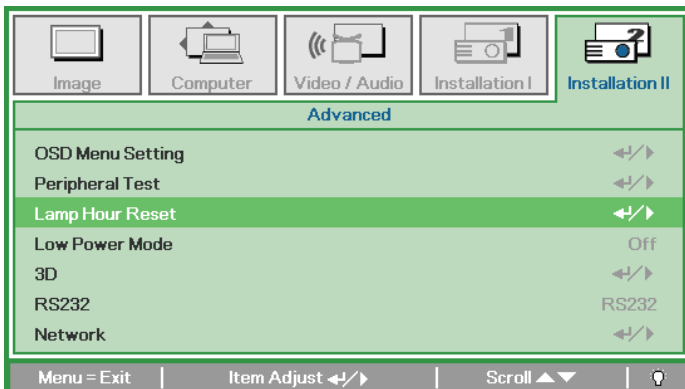 Image
Computer
Video / Audio
Installation I
Installation II
Advanced
OSD Menu Setting
Peripheral Test
Lamp Hour Reset
Low Power Mode Off
3D
RS232 RS232
Network
Menu = Exit Item Adjust Scroll